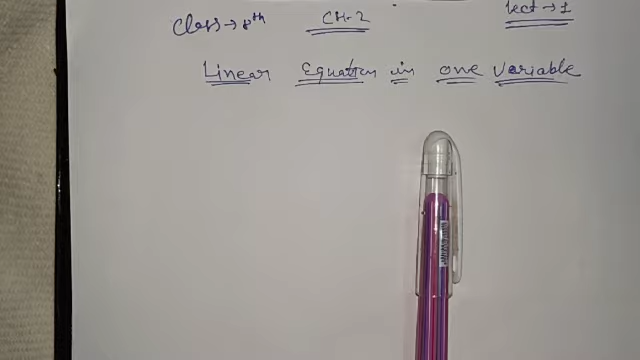 Class → 8th CH-2 Lect → 1
Linear Equation in one Variable